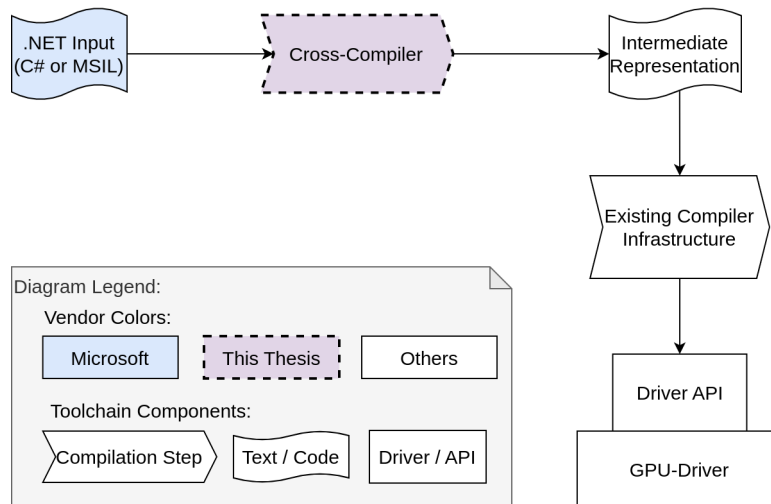 .NET Input
(C# or MSIL)
Cross-Compiler
Intermediate
Representation
Existing Compiler
Infrastructure
Driver API
GPU-Driver
Diagram Legend:
Vendor Colors:
Microsoft
This Thesis
Others
Toolchain Components:
Compilation Step
Text / Code
Driver / API